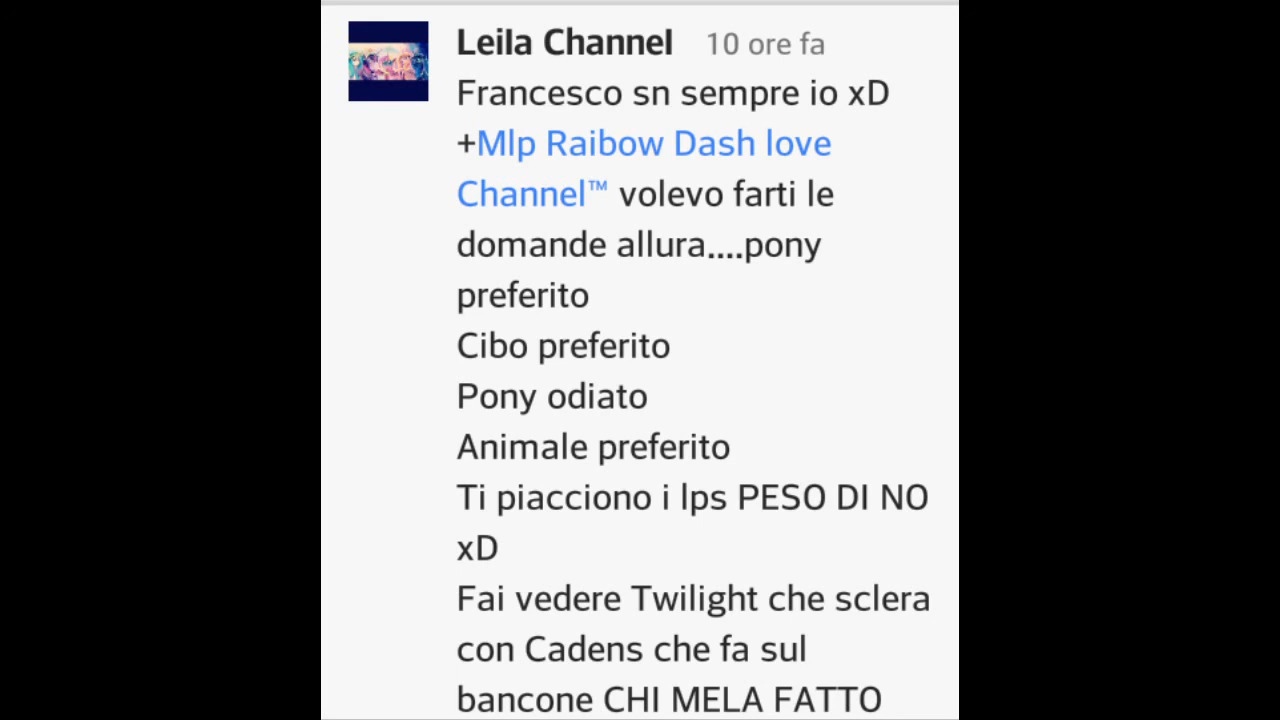 Leila Channel 10 ore fa
Francesco sn sempre io xD
+Mlp Raibow Dash love
Channel™ volevo farti le
domande allura....pony
preferito
Cibo preferito
Pony odiato
Animale preferito
Ti piacciono i lps PESO DI NO
xD
Fai vedere Twilight che sclera
con Cadens che fa sul
bancone CHI MELA FATTO